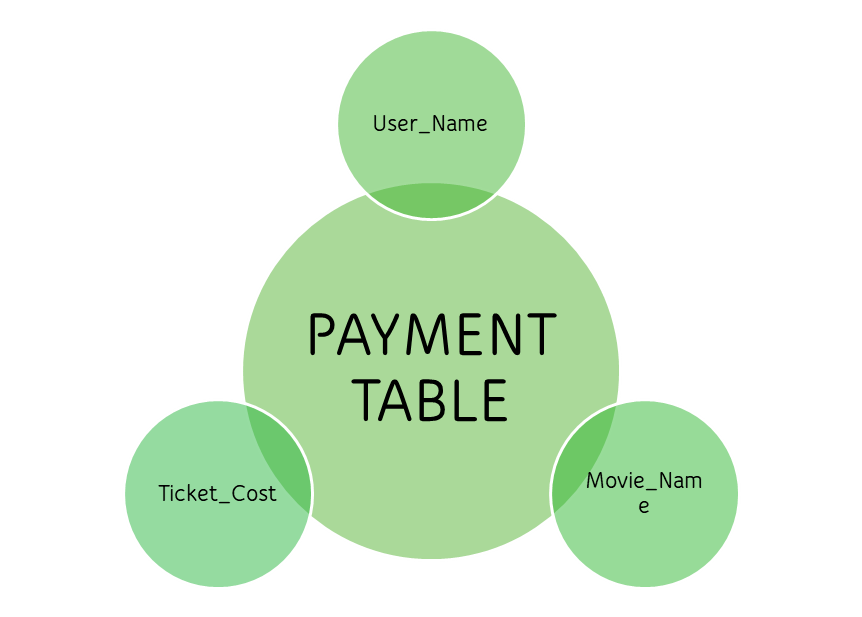 User_Name
PAYMENT
TABLE
Ticket_Cost
Movie_Nam
e